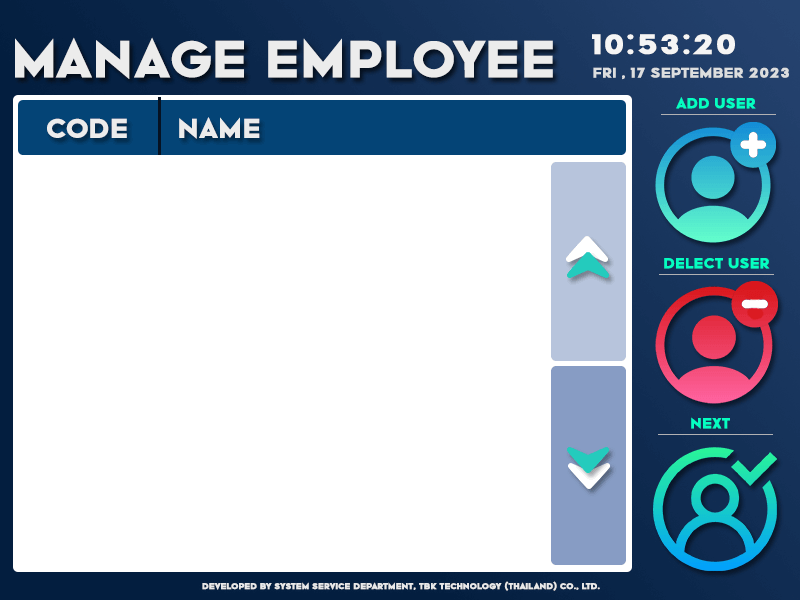 MANAGE EMPLOYEE
10:53:20
FRI , 17 SEPTEMBER 2023
CODE NAME
ADD USER
DELECT USER
NEXT
DEVELOPED BY SYSTEM SERVICE DEPARTMENT, TBK TECHNOLOGY (THAILAND) CO., LTD.